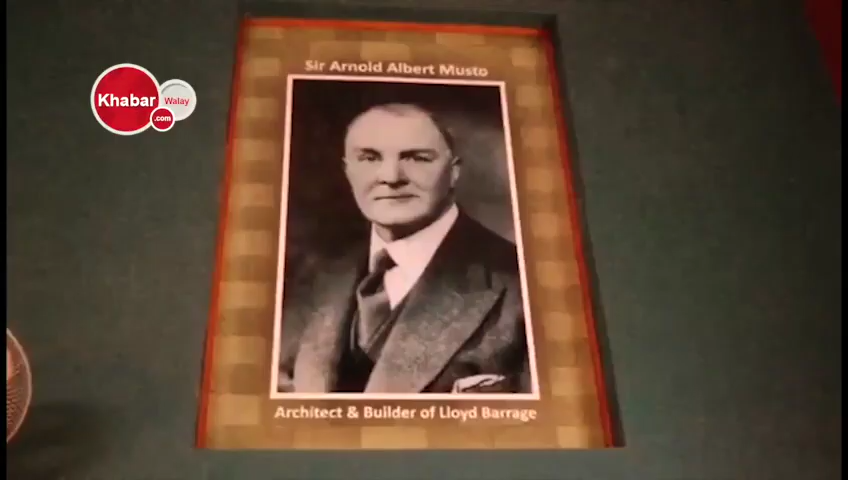 Sir Arnold Albert Musto
Khabar
Walay
.com
Architect & Builder of Lloyd Barrage